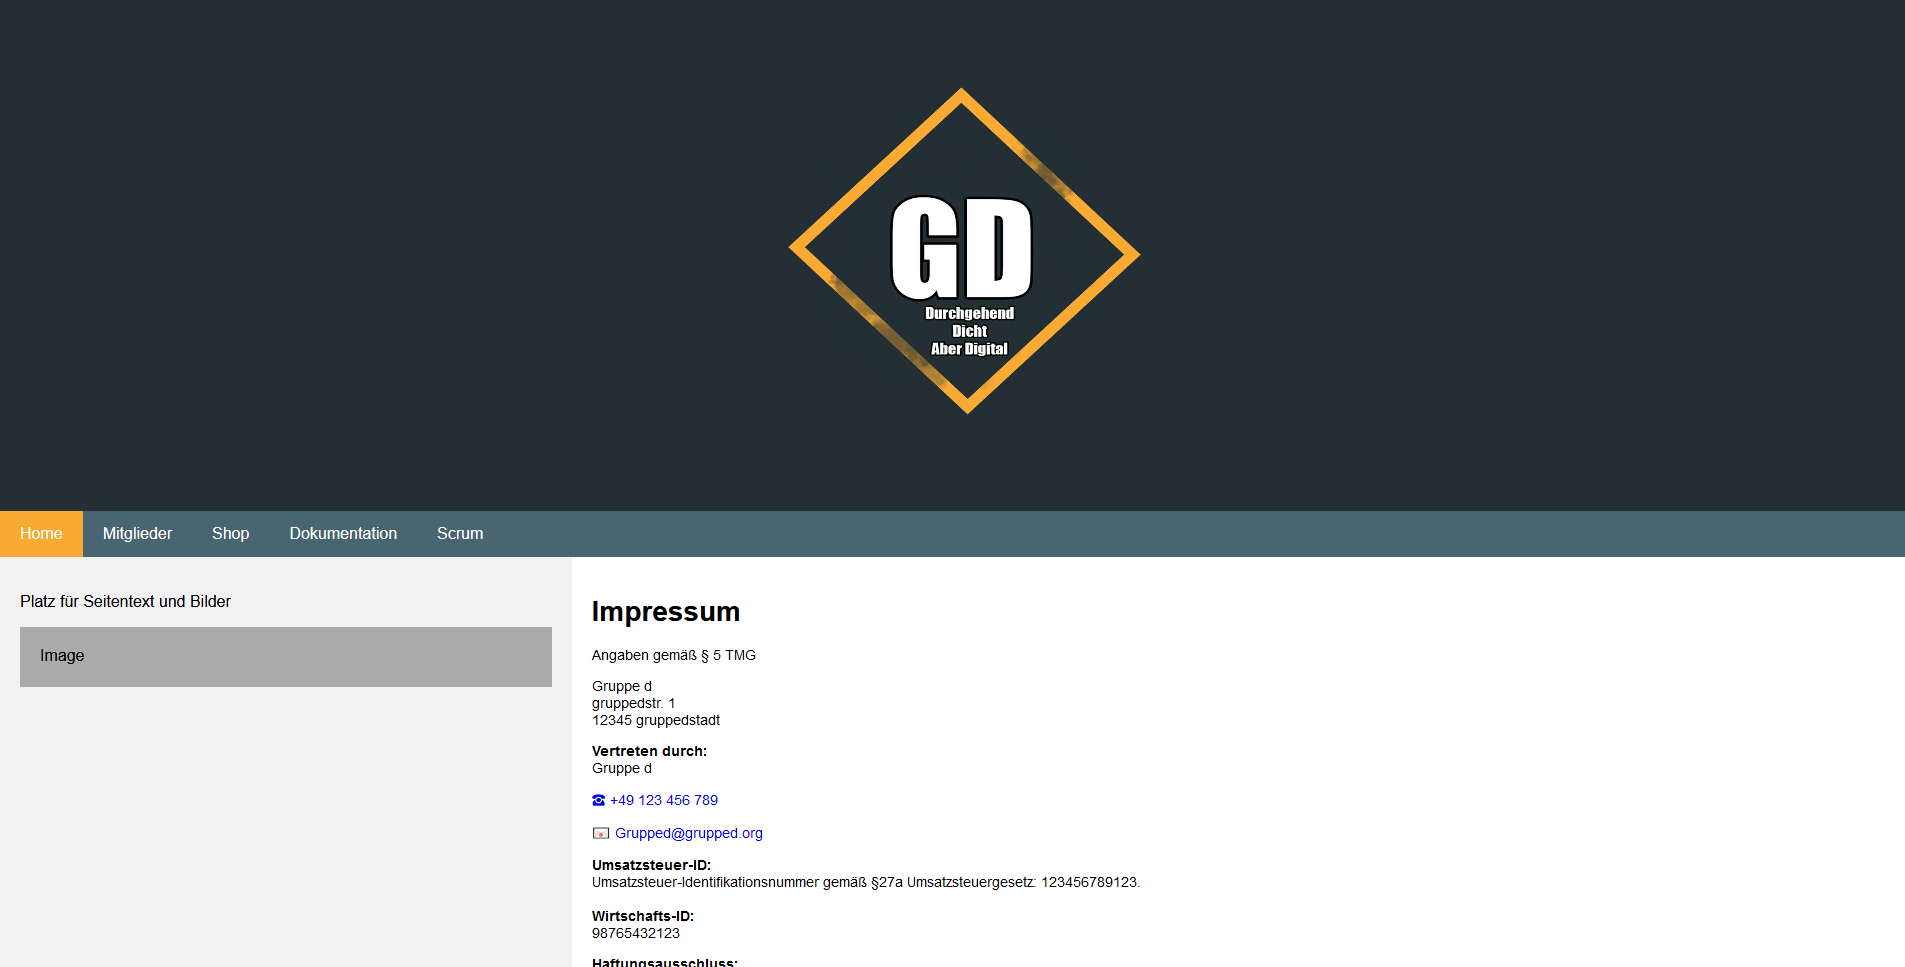 GD
Durchgehend
Dicht
Aber Digital
Home Mitglieder Shop Dokumentation Scrum
Platz für Seitentext und Bilder
Image
Impressum
Angaben gemäß § 5 TMG
Gruppe d
gruppedstr. 1
12345 gruppedstadt
Vertreten durch:
Gruppe d
☎ +49 123 456 789
Grupped@grupped.org
Umsatzsteuer-ID:
Umsatzsteuer-Identifikationsnummer gemäß §27a Umsatzsteuergesetz: 123456789123.
Wirtschafts-ID:
98765432123
Haftungsausschluss: